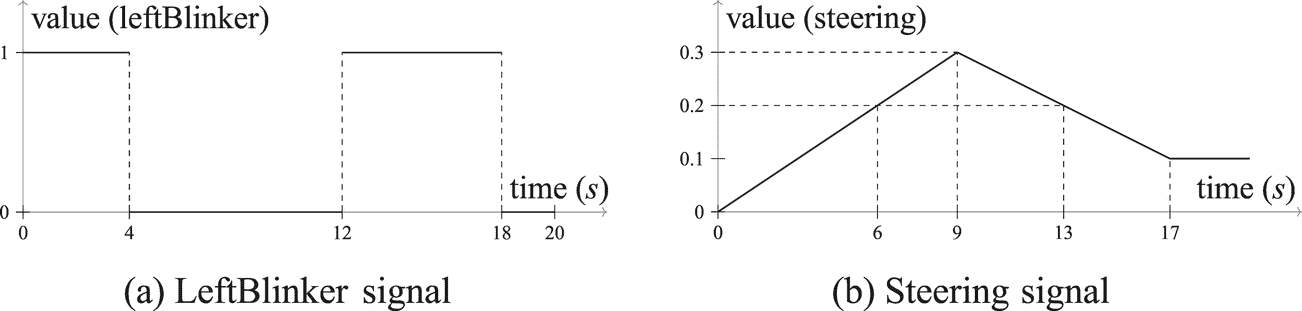 value (leftBlinker)
1
0
time (s)
0 4 12 18 20
(a) LeftBlinker signal
value (steering)
0.3
0.2
0.1
0
time (s)
0 6 9 13 17
(b) Steering signal